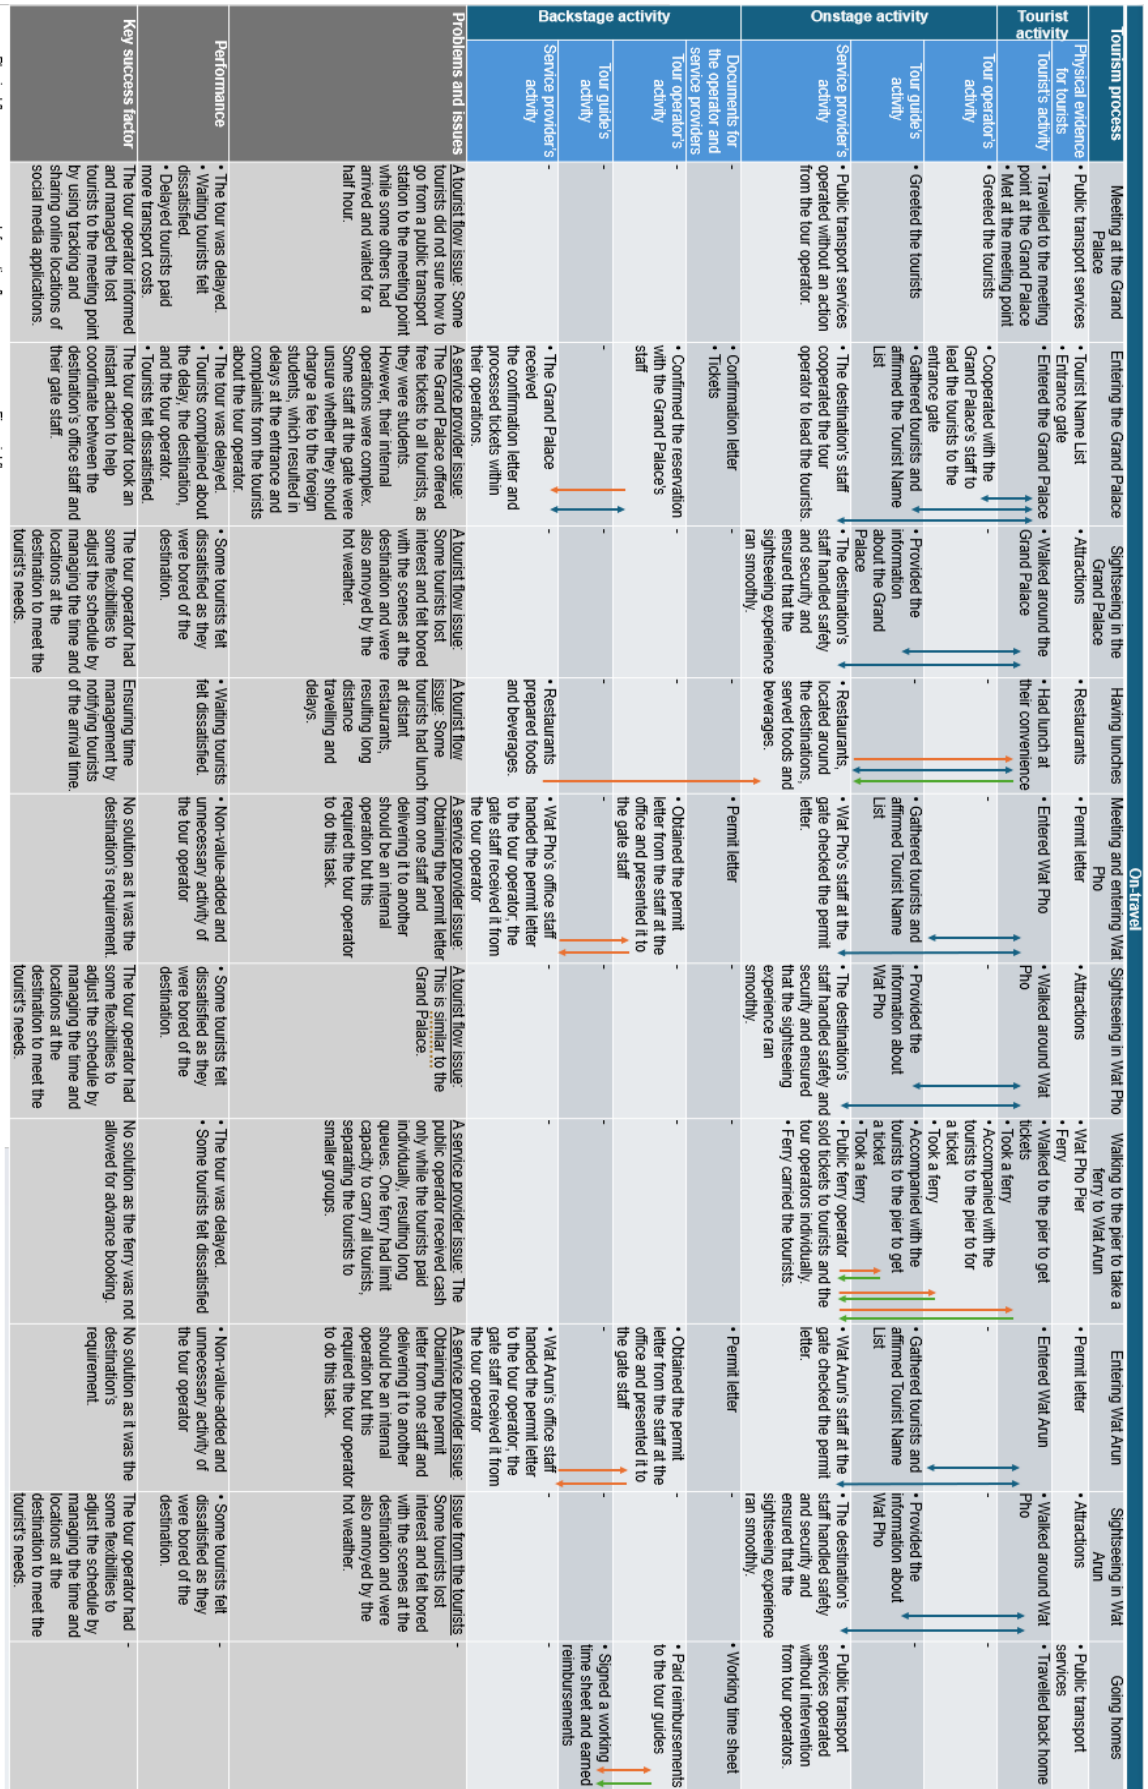 On-travel
Tourism process
Meeting at the Grand
Palace
Entering the Grand Palace
Sightseeing in the
Grand Palace
Having lunches
Meeting and entering Wat
Pho
Sightseeing in Wat Pho
Walking to the pier to take a
ferry to Wat Arun
Entering Wat Arun
Sightseeing in Wat
Arun
Going homes
Tourist
activity
Physical evidence
for tourists
• Public transport services
• Tourist Name List
• Entrance gate
• Attractions
• Restaurants
• Permit letter
• Attractions
• Wat Pho Pier
• Ferry
• Permit letter
• Attractions
• Public transport
services
Tourist's activity
• Travelled to the meeting
point at the Grand Palace
• Met at the meeting point
• Entered the Grand Palace
• Walked around the
Grand Palace
• Had lunch at
their convenience
• Entered Wat Pho
• Walked around Wat
Pho
• Walked to the pier to get
tickets
• Took a ferry
• Entered Wat Arun
• Walked around Wat
Pho
• Travelled back home
Onstage activity
Tour operator's
activity
• Greeted the tourists
• Cooperated with the
Grand Palace's staff to
lead the tourists to the
entrance gate
-
-
-
-
• Accompanied with the
tourists to the pier to for
a ticket
• Took a ferry
-
-
-
Tour guide's
activity
• Greeted the tourists
• Gathered tourists and
affirmed the Tourist Name
List
• Provided the
information
about the Grand
Palace
-
• Gathered tourists and
affirmed Tourist Name
List
• Provided the
information about
Wat Pho
• Accompanied with the
tourists to the pier to get
a ticket
• Took a ferry
• Gathered tourists and
affirmed Tourist Name
List
• Provided the
information about
Wat Pho
-
Service provider's
activity
• Public transport services
operated without an action
from the tour operator.
• The destination's staff
cooperated the tour
operator to lead the tourists.
• The destination's
staff handled safety
and security and
ensured that the
sightseeing experience
ran smoothly.
• Restaurants,
located around
the destinations,
served foods and
beverages.
• Wat Pho's staff at the
gate checked the permit
letter.
• The destination's
staff handled safety and
security and ensured
that the sightseeing
experience ran
smoothly.
• Public ferry operator
sold tickets to tourists and the
tour operators individually.
• Ferry carried the tourists.
• Wat Arun's staff at the
gate checked the permit
letter.
• The destination's
staff handled safety
and security and
ensured that the
sightseeing experience
ran smoothly.
• Public transport
services operated
without intervention
from tour operators.
Backstage activity
Documents for
the operator and
service providers
-
• Confirmation letter
• Tickets
-
-
• Permit letter
-
-
• Permit letter
-
• Working time sheet
Tour operator's
activity
-
• Confirmed the reservation
with the Grand Palace's
staff
-
-
• Obtained the permit
letter from the staff at the
office and presented it to
the gate staff
-
-
• Obtained the permit
letter from the staff at the
office and presented it to
the gate staff
-
• Paid reimbursements
to the tour guides
Tour guide's
activity
-
-
-
-
-
-
-
-
-
• Signed a working
time sheet and earned
reimbursements
Service provider's
activity
-
• The Grand Palace
received
the confirmation letter and
processed tickets within
their operations.
-
• Restaurants
prepared foods
and beverages.
• Wat Pho's office staff
handed the permit letter
to the tour operator; the
gate staff received it from
the tour operator
-
-
• Wat Arun's office staff
handed the permit letter
to the tour operator; the
gate staff received it from
the tour operator
-
-
Problems and issues
A tourist flow issue: Some
tourists did not sure how to
go from a public transport
station to the meeting point
while some others had
arrived and waited for a
half hour.
A service provider issue:
The Grand Palace offered
free tickets to all tourists, as
they were students.
However, their internal
operations were complex.
Some staff at the gate were
unsure whether they should
charge a fee to the foreign
students, which resulted in
delays at the entrance and
complaints from the tourists
about the tour operator.
A tourist flow issue:
Some tourists lost
interest and felt bored
with the scenes at the
destination and were
also annoyed by the
hot weather.
A tourist flow
issue: Some
tourists had lunch
at distant
restaurants,
resulting long
distance
travelling and
delays.
A service provider issue:
Obtaining the permit letter
from one staff and
delivering it to another
should be an internal
operation but this
required the tour operator
to do this task.
A tourist flow issue:
This is similar to the
Grand Palace.
A service provider issue: The
public operator received cash
only while the tourists paid
individually, resulting long
queues. One ferry had limit
capacity to carry all tourists,
separating the tourists to
smaller groups.
A service provider issue:
Obtaining the permit
letter from one staff and
delivering it to another
should be an internal
operation but this
required the tour operator
to do this task.
Issue from the tourists
Some tourists lost
interest and felt bored
with the scenes at the
destination and were
also annoyed by the
hot weather.
-
Performance
• The tour was delayed.
• Waiting tourists felt
dissatisfied.
• Delayed tourists paid
more transport costs.
• The tour was delayed.
• Tourists complained about
the delay, the destination,
and the tour operator.
• Tourists felt dissatisfied.
• Some tourists felt
dissatisfied as they
were bored of the
destination.
• Waiting tourists
felt dissatisfied.
• Non-value-added and
unnecessary activity of
the tour operator
• Some tourists felt
dissatisfied as they
were bored of the
destination.
• The tour was delayed.
• Some tourists felt dissatisfied
• Non-value-added and
unnecessary activity of
the tour operator
• Some tourists felt
dissatisfied as they
were bored of the
destination.
Key success factor
The tour operator informed
and managed the lost
tourists to the meeting point
by using tracking and
sharing online locations of
social media applications.
The tour operator took an
instant action to help
coordinate between the
destination's office staff and
their gate staff.
The tour operator had
some flexibilities to
adjust the schedule by
managing the time and
locations at the
destination to meet the
tourist's needs.
Ensuring time
management by
notifying tourists
of the arrival time.
No solution as it was the
destination's requirement.
The tour operator had
some flexibilities to
adjust the schedule by
managing the time and
locations at the
destination to meet the
tourist's needs.
No solution as the ferry was not
allowed for advance booking.
No solution as it was the
destination's
requirement.
The tour operator had
some flexibilities to
adjust the schedule by
managing the time and
locations at the
destination to meet the
tourist's needs.
-